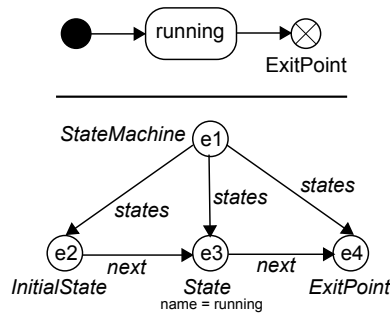 running
ExitPoint
StateMachine
e1
states
states
states
e2
next
e3
next
e4
InitialState
State
ExitPoint
name = running